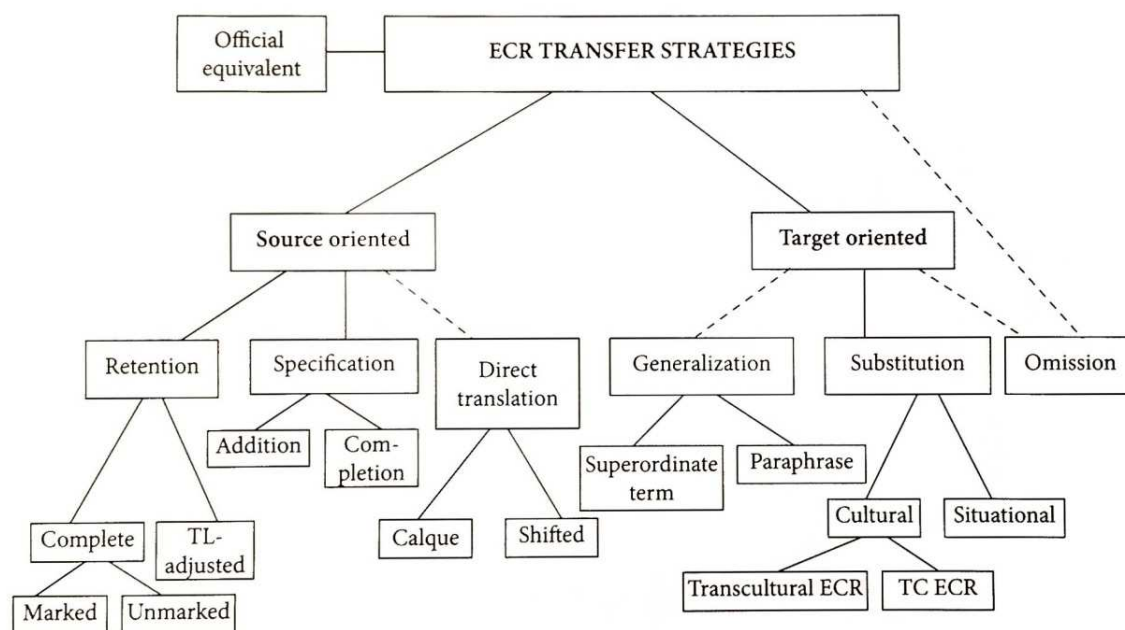 Official
equivalent
ECR TRANSFER STRATEGIES
Source oriented
Target oriented
Retention
Specification
Direct
translation
Generalization
Substitution
Omission
Addition
Com-
pletion
Superordinate
term
Paraphrase
Complete
TL-
adjusted
Calque
Shifted
Cultural
Situational
Marked
Unmarked
Transcultural ECR
TC ECR